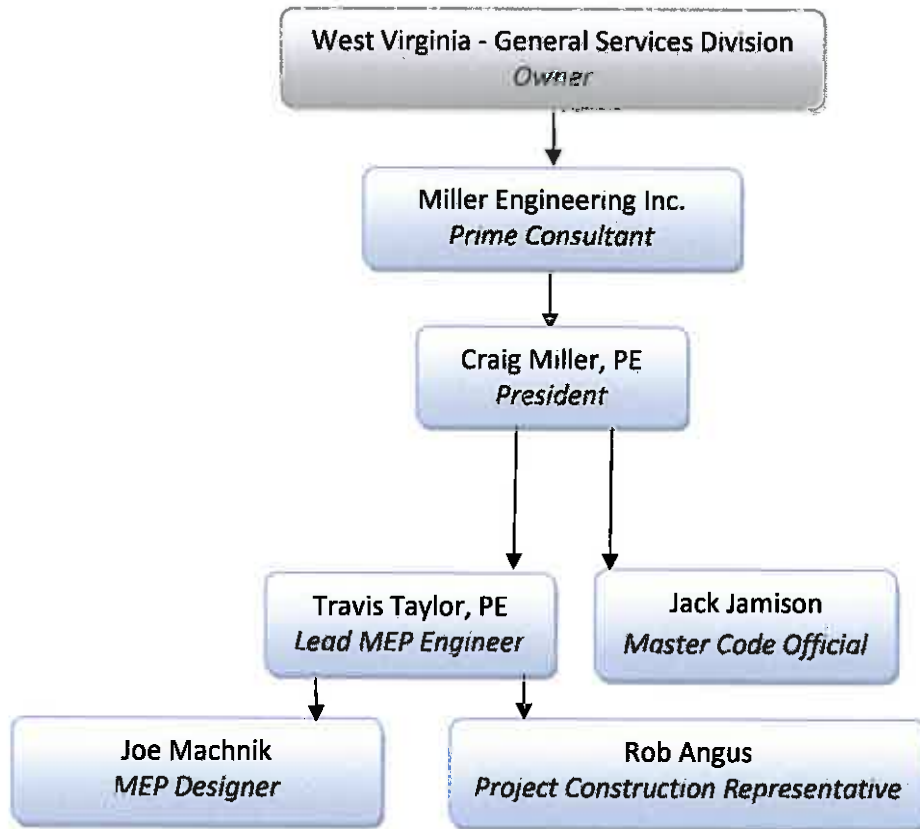 West Virginia - General Services Division
Owner
Miller Engineering Inc.
Prime Consultant
Craig Miller, PE
President
Travis Taylor, PE
Lead MEP Engineer
Jack Jamison
Master Code Official
Joe Machnik
MEP Designer
Rob Angus
Project Construction Representative